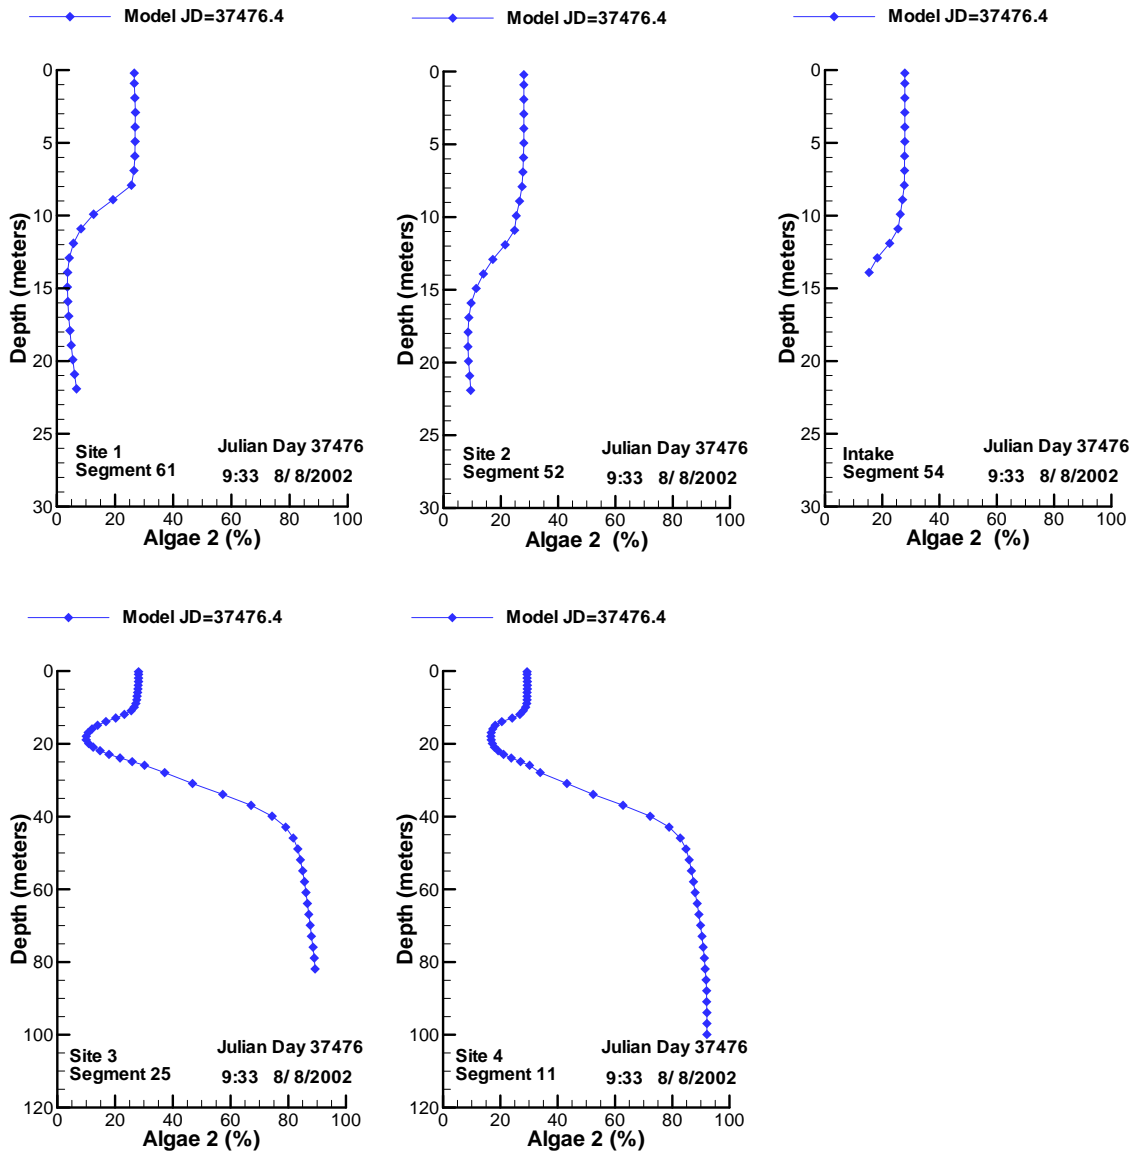 Model JD=37476.4
0
5
10
15
20
25
30
Depth (meters)
Site 1
Segment 61
Julian Day 37476
9:33 8/ 8/2002
0 20 40 60 80 100
Algae 2 (%)
Model JD=37476.4
0
5
10
15
20
25
30
Depth (meters)
Site 2
Segment 52
Julian Day 37476
9:33 8/ 8/2002
0 20 40 60 80 100
Algae 2 (%)
Model JD=37476.4
0
5
10
15
20
25
30
Depth (meters)
Intake
Segment 54
Julian Day 37476
9:33 8/ 8/2002
0 20 40 60 80 100
Algae 2 (%)
Model JD=37476.4
0
20
40
60
80
100
120
Depth (meters)
Site 3
Segment 25
Julian Day 37476
9:33 8/ 8/2002
0 20 40 60 80 100
Algae 2 (%)
Model JD=37476.4
0
20
40
60
80
100
120
Depth (meters)
Site 4
Segment 11
Julian Day 37476
9:33 8/ 8/2002
0 20 40 60 80 100
Algae 2 (%)